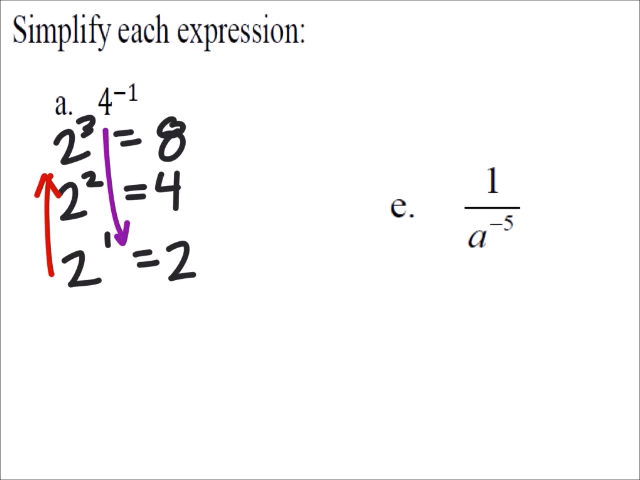 Simplify each expression:
a. 4⁻¹
2³ = 8
2² = 4
2¹ = 2
e. 1/a⁻⁵